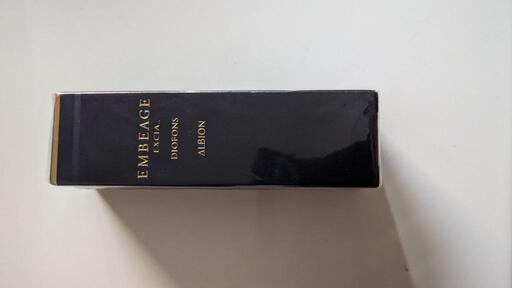 EMBEAGE
EXCIA.
DIOFONS
ALBION